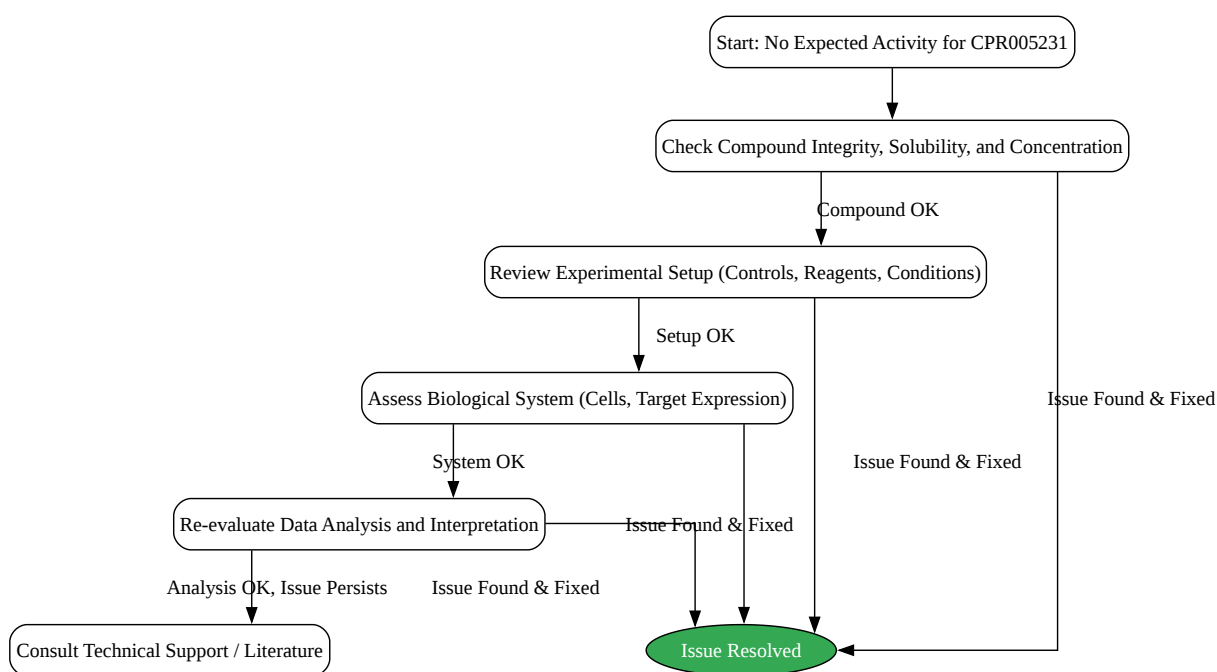 Start: No Expected Activity for CPR005231
Check Compound Integrity, Solubility, and Concentration
Compound OK
Review Experimental Setup (Controls, Reagents, Conditions)
Setup OK
Assess Biological System (Cells, Target Expression)
Issue Found & Fixed
System OK
Issue Found & Fixed
Re-evaluate Data Analysis and Interpretation
Issue Found & Fixed
Analysis OK, Issue Persists
Issue Found & Fixed
Consult Technical Support / Literature
Issue Resolved